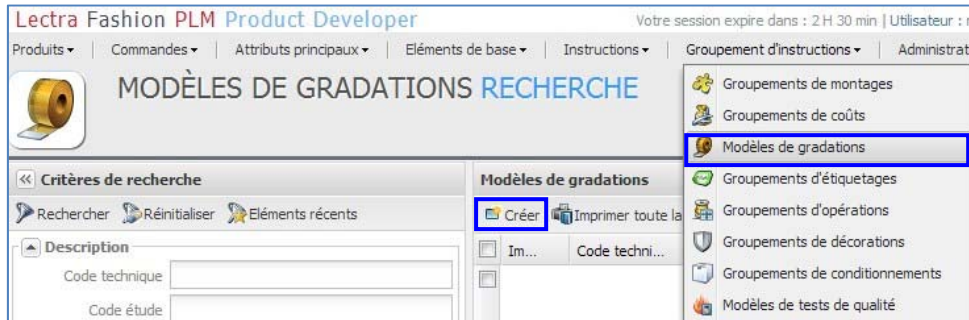 Lectra Fashion PLM Product Developer
Votre session expire dans : 2 H 30 min | Utilisateur :
Produits
Commandes
Attributs principaux
Eléments de base
Instructions
Groupement d'instructions
Administrat
MODÈLES DE GRADATIONS RECHERCHE
Groupements de montages
Groupements de coûts
Modèles de gradations
Groupements d'étiquetages
Groupements d'opérations
Groupements de décorations
Groupements de conditionnements
Modèles de tests de qualité
Critères de recherche
Rechercher
Réinitialiser
Eléments récents
Description
Code technique
Code étude
Modèles de gradations
Créer
Imprimer toute la
Im...
Code techni...